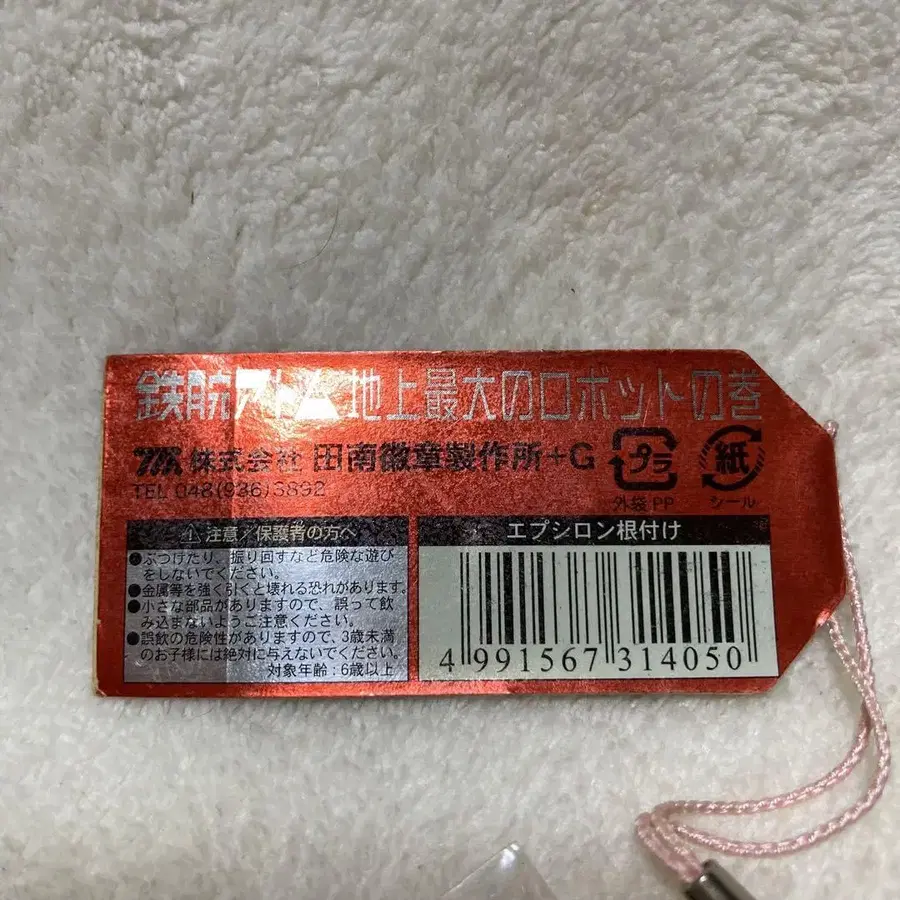 鉄腕アトム 地上最大のロボットの巻
株式会社 田南徽章製作所+G
TEL 048(936)3892
プラ
外袋 PP
紙
シール
注意/保護者の方へ
●ぶつけたり、振り回すなど危険な遊び
をしないでください。
●金属等を強く引くと壊れる恐れがあります。
●小さな部品がありますので、誤って飲
み込まないようご注意ください。
●誤飲の危険性がありますので、3歳未満
のお子様には絶対に与えないでください。
対象年齢:6歳以上
エプシロン根付け
4 991567 314050